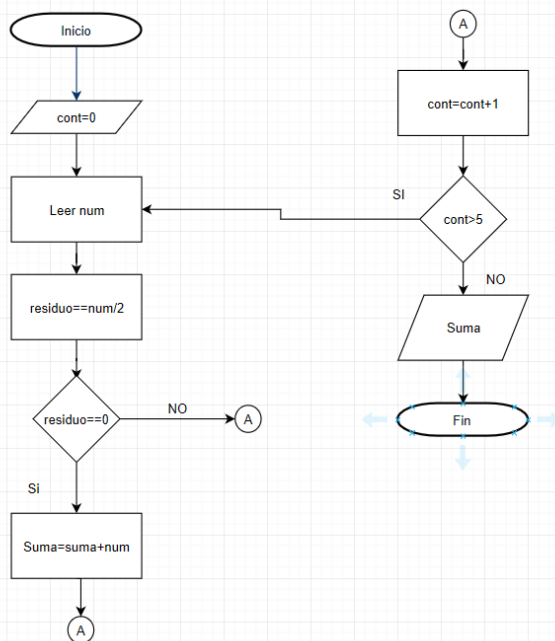 Inicio
cont=0
Leer num
residuo==num/2
residuo==0
NO
A
Si
Suma=suma+num
A
A
cont=cont+1
cont>5
SI
NO
Suma
Fin